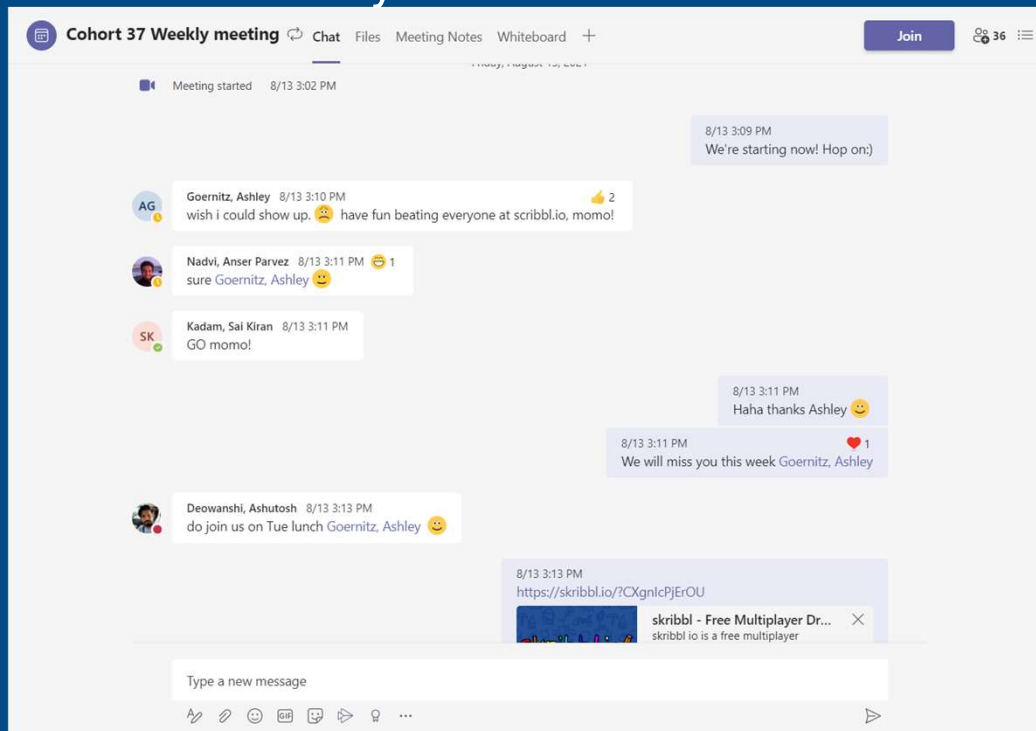 Cohort 37 Weekly meeting Chat Files Meeting Notes Whiteboard Join 36
Meeting started 8/13 3:02 PM
8/13 3:09 PM
We're starting now! Hop on:)
AG
Goernitz, Ashley 8/13 3:10 PM 2
wish i could show up. have fun beating everyone at scribbl.io, momo!
Nadvi, Anser Parvez 8/13 3:11 PM 1
sure Goernitz, Ashley
SK
Kadam, Sai Kiran 8/13 3:11 PM
GO momo!
8/13 3:11 PM
Haha thanks Ashley
8/13 3:11 PM 1
We will miss you this week Goernitz, Ashley
Deowanshi, Ashutosh 8/13 3:13 PM
do join us on Tue lunch Goernitz, Ashley
8/13 3:13 PM
https://skribbl.io/?CXgnIcPjErOU
skribbl - Free Multiplayer Dr...
skribbl io is a free multiplayer
Type a new message
GIF